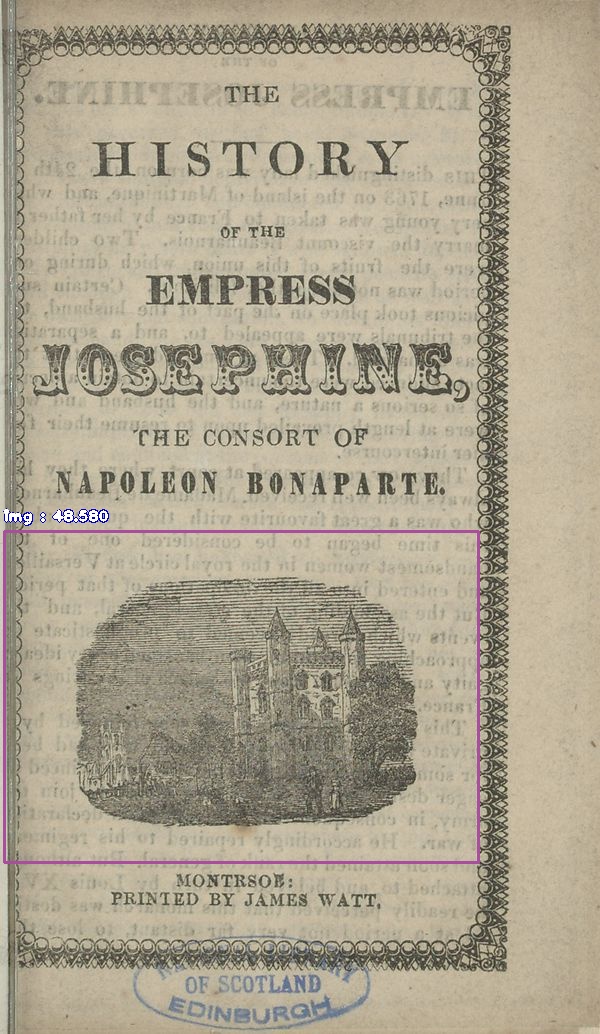 THE
HISTORY
OF THE
EMPRESS
JOSEPHINE,
THE CONSORT OF
NAPOLEON BONAPARTE.
Img : 48.580
MONTRSOE:
PRINTED BY JAMES WATT.
OF SCOTLAND
EDINBURGH